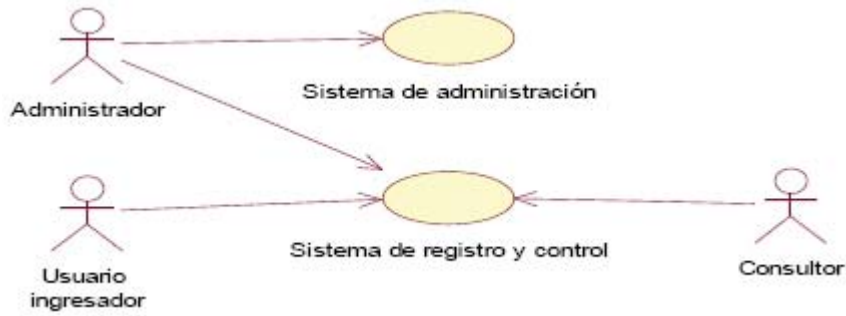 Sistema de administración
Administrador
Sistema de registro y control
Usuario
ingresador
Consultor